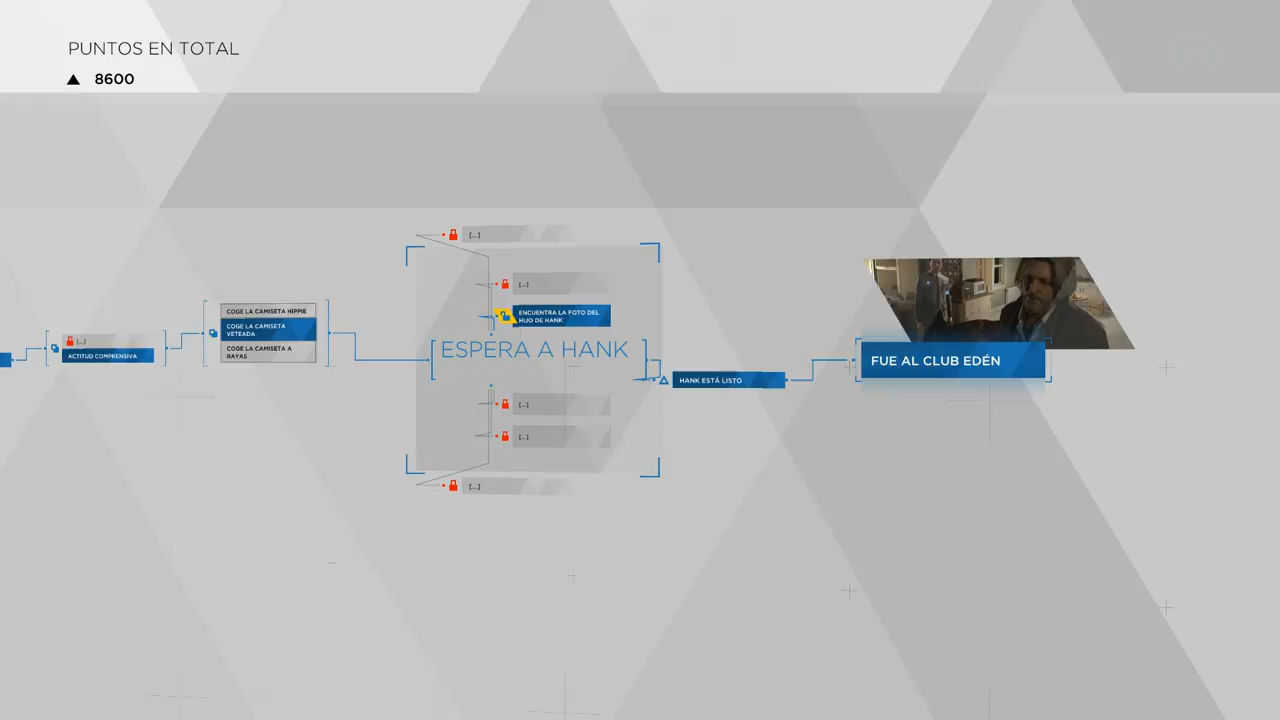 PUNTOS EN TOTAL
8600
[...]
ACTITUD COMPRENSIVA
COGE LA CAMISETA HIPPIE
COGE LA CAMISETA
VETEADA
COGE LA CAMISETA A
RAYAS
[...]
[...]
ENCUENTRA LA FOTO DEL
HIJO DE HANK
ESPERA A HANK
[...]
[...]
[...]
HANK ESTÁ LISTO
FUE AL CLUB EDÉN